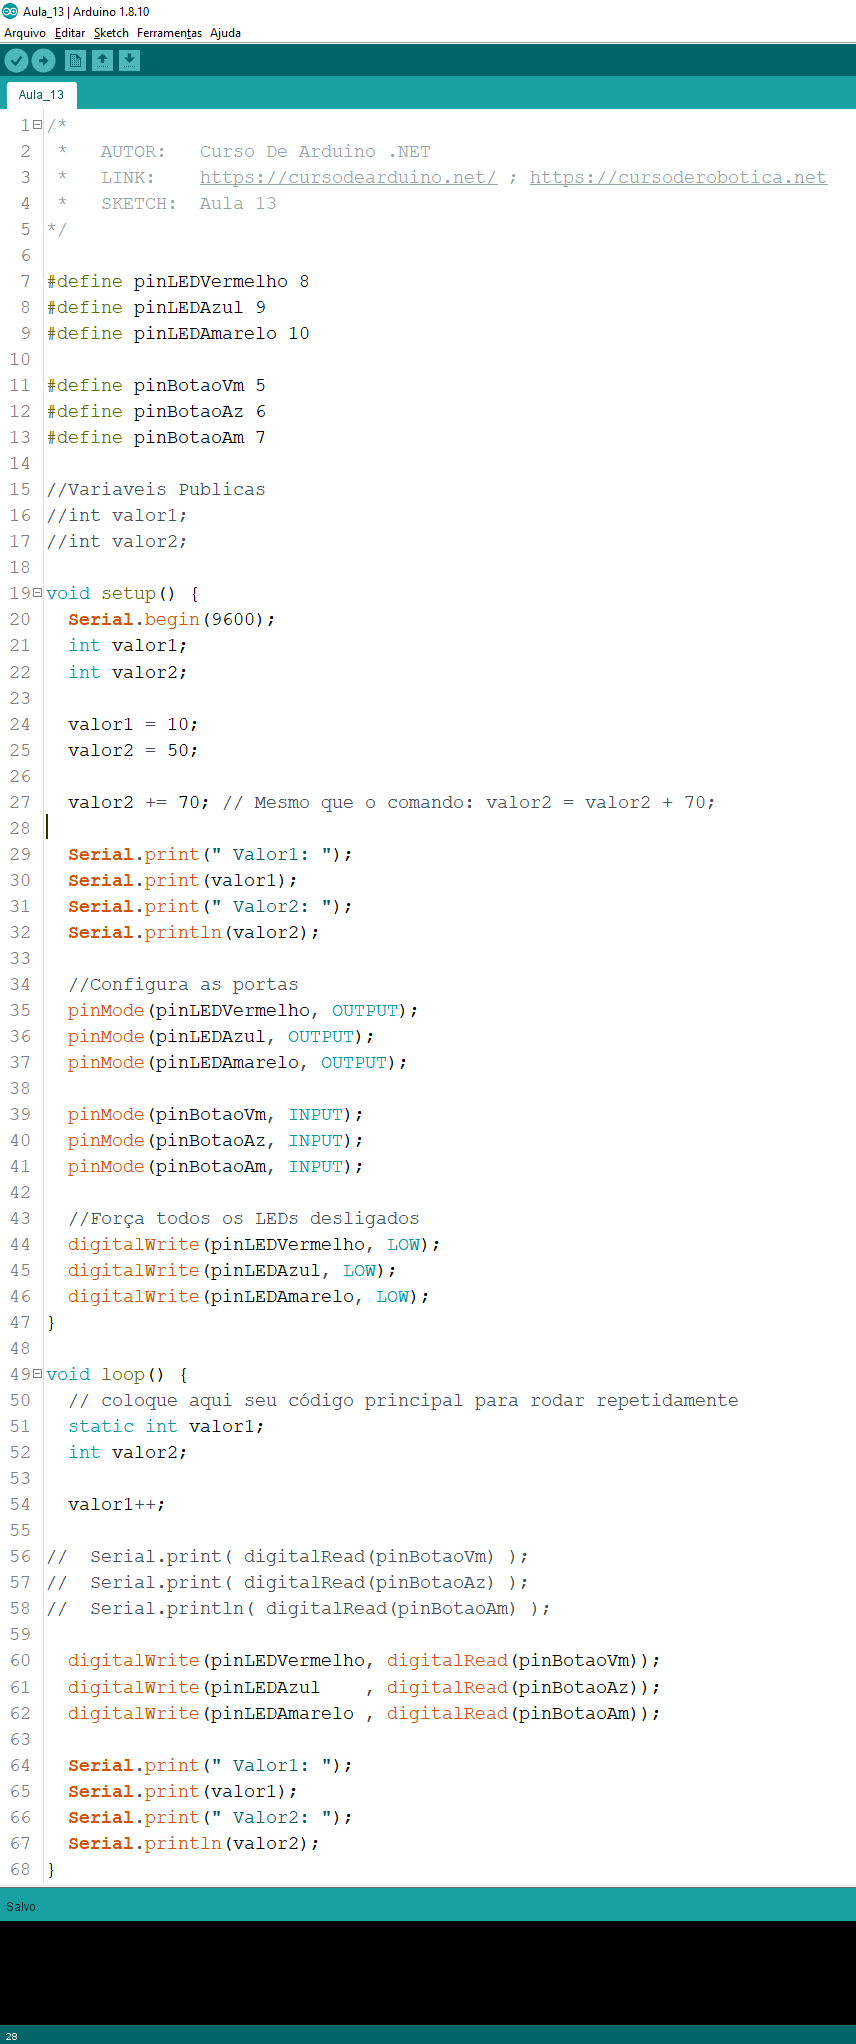 Aula_13 | Arduino 1.8.10
Arquivo Editar Sketch Ferramentas Ajuda
Aula_13
1 /*
2  *   AUTOR:   Curso De Arduino .NET
3  *   LINK:    https://cursodearduino.net/ ; https://cursoderobotica.net
4  *   SKETCH:  Aula 13
5 */
6
7 #define pinLEDVermelho 8
8 #define pinLEDAzul 9
9 #define pinLEDAmarelo 10
10
11 #define pinBotaoVm 5
12 #define pinBotaoAz 6
13 #define pinBotaoAm 7
14
15 //Variaveis Publicas
16 //int valor1;
17 //int valor2;
18
19 void setup() {
20   Serial.begin(9600);
21   int valor1;
22   int valor2;
23
24   valor1 = 10;
25   valor2 = 50;
26
27   valor2 += 70; // Mesmo que o comando: valor2 = valor2 + 70;
28
29   Serial.print(" Valor1: ");
30   Serial.print(valor1);
31   Serial.print(" Valor2: ");
32   Serial.println(valor2);
33
34   //Configura as portas
35   pinMode(pinLEDVermelho, OUTPUT);
36   pinMode(pinLEDAzul, OUTPUT);
37   pinMode(pinLEDAmarelo, OUTPUT);
38
39   pinMode(pinBotaoVm, INPUT);
40   pinMode(pinBotaoAz, INPUT);
41   pinMode(pinBotaoAm, INPUT);
42
43   //Força todos os LEDs desligados
44   digitalWrite(pinLEDVermelho, LOW);
45   digitalWrite(pinLEDAzul, LOW);
46   digitalWrite(pinLEDAmarelo, LOW);
47 }
48
49 void loop() {
50   // coloque aqui seu código principal para rodar repetidamente
51   static int valor1;
52   int valor2;
53
54   valor1++;
55
56 //  Serial.print( digitalRead(pinBotaoVm) );
57 //  Serial.print( digitalRead(pinBotaoAz) );
58 //  Serial.println( digitalRead(pinBotaoAm) );
59
60   digitalWrite(pinLEDVermelho, digitalRead(pinBotaoVm));
61   digitalWrite(pinLEDAzul    , digitalRead(pinBotaoAz));
62   digitalWrite(pinLEDAmarelo , digitalRead(pinBotaoAm));
63
64   Serial.print(" Valor1: ");
65   Serial.print(valor1);
66   Serial.print(" Valor2: ");
67   Serial.println(valor2);
68 }
Salvo.
28